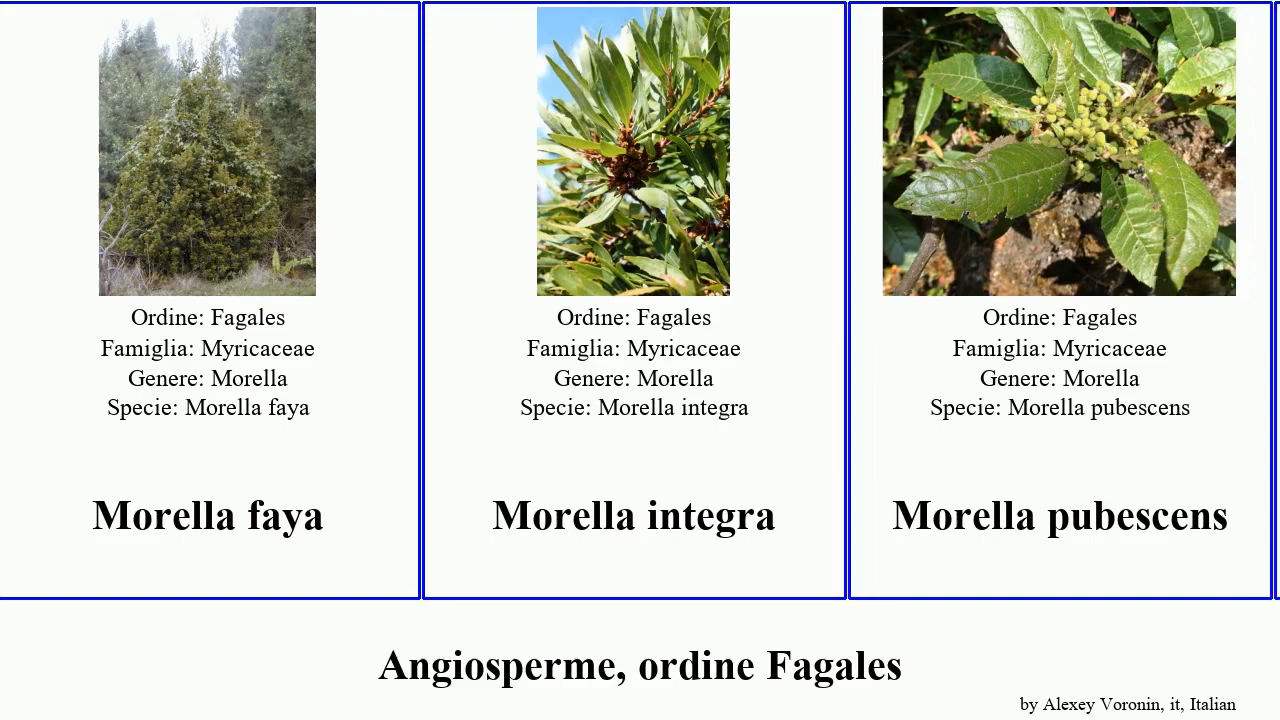 Ordine: Fagales
Famiglia: Myricaceae
Genere: Morella
Specie: Morella faya
Morella faya
Ordine: Fagales
Famiglia: Myricaceae
Genere: Morella
Specie: Morella integra
Morella integra
Ordine: Fagales
Famiglia: Myricaceae
Genere: Morella
Specie: Morella pubescens
Morella pubescens
Angiosperme, ordine Fagales
by Alexey Voronin, it, Italian